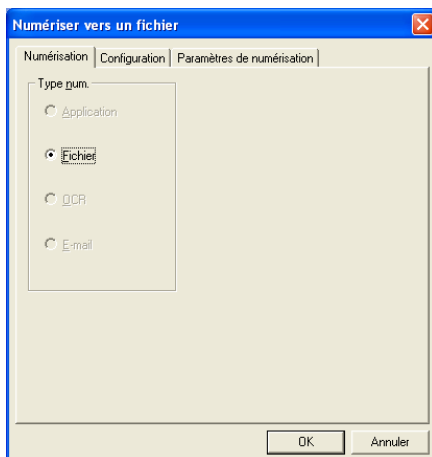 Numériser vers un fichier
Numérisation Configuration Paramètres de numérisation
Type num.
Application
Fichier
OCR
E-mail
OK Annuler